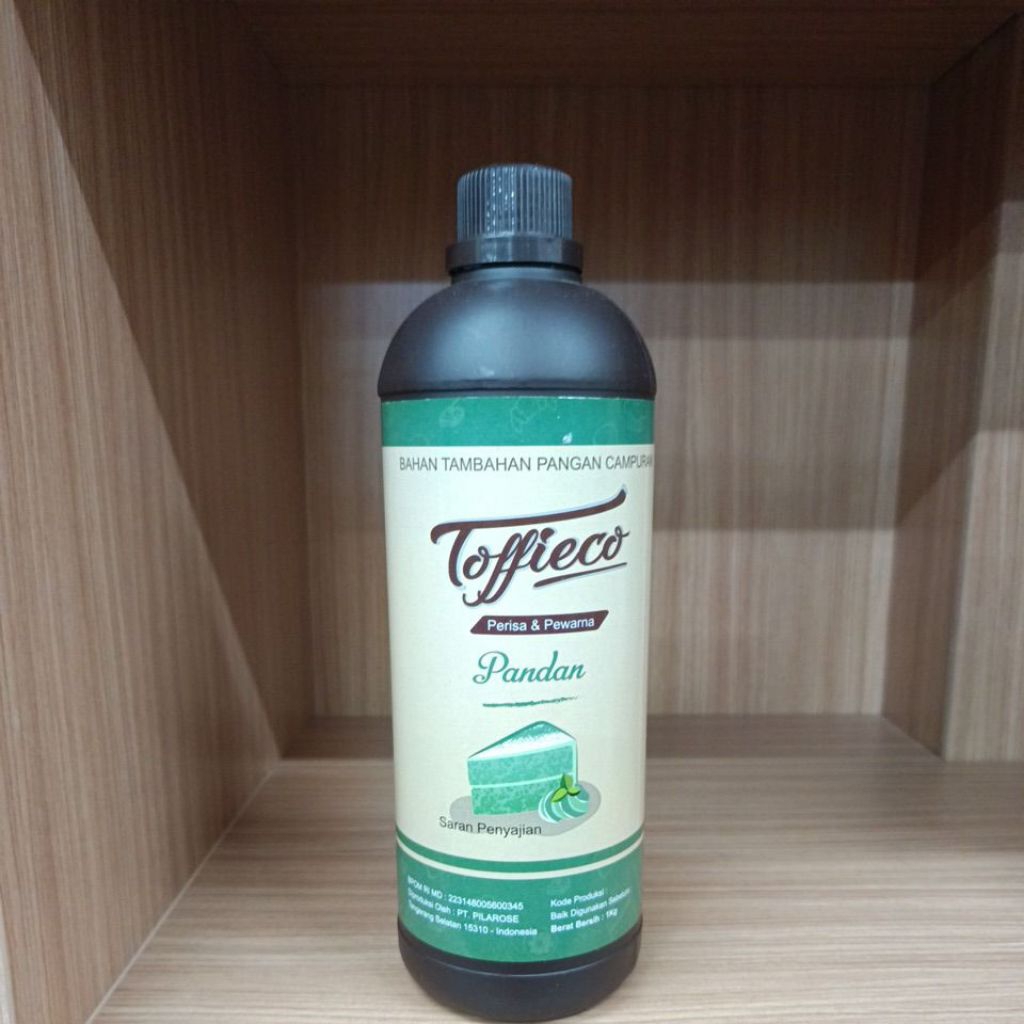 BAHAN TAMBAHAN PANGAN CAMPURAN
Toffieco
Perisa & Pewarna
Pandan
Saran Penyajian
BPOM RI MD : 223148005600345
Diproduksi Oleh : PT. PILAROSE
Tangerang Selatan 15310 - Indonesia
Kode Produksi :
Baik Digunakan Sebelum
Berat Bersih : 1Kg